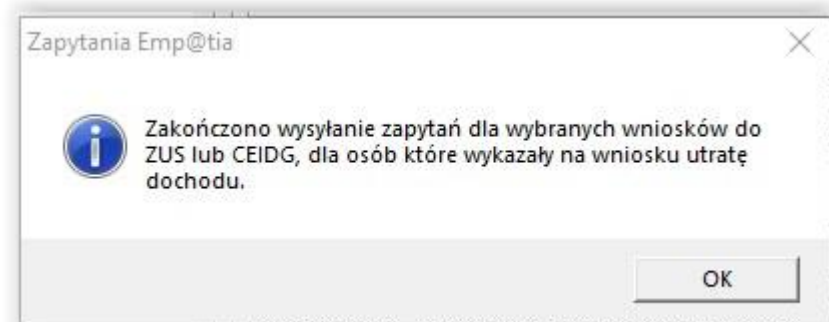 Zapytania Emp@tia
Zakończono wysyłanie zapytań dla wybranych wniosków do
ZUS lub CEIDG, dla osób które wykazały na wniosku utratę
dochodu.
OK